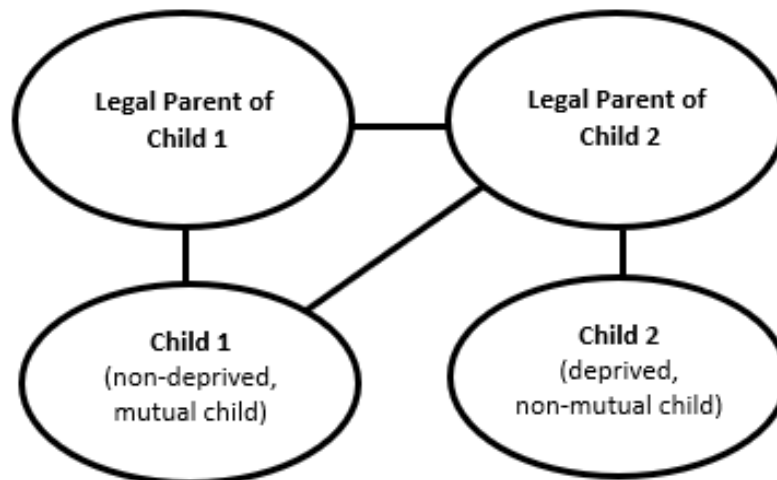 Legal Parent of
Child 1
Legal Parent of
Child 2
Child 1
(non-deprived,
mutual child)
Child 2
(deprived,
non-mutual child)